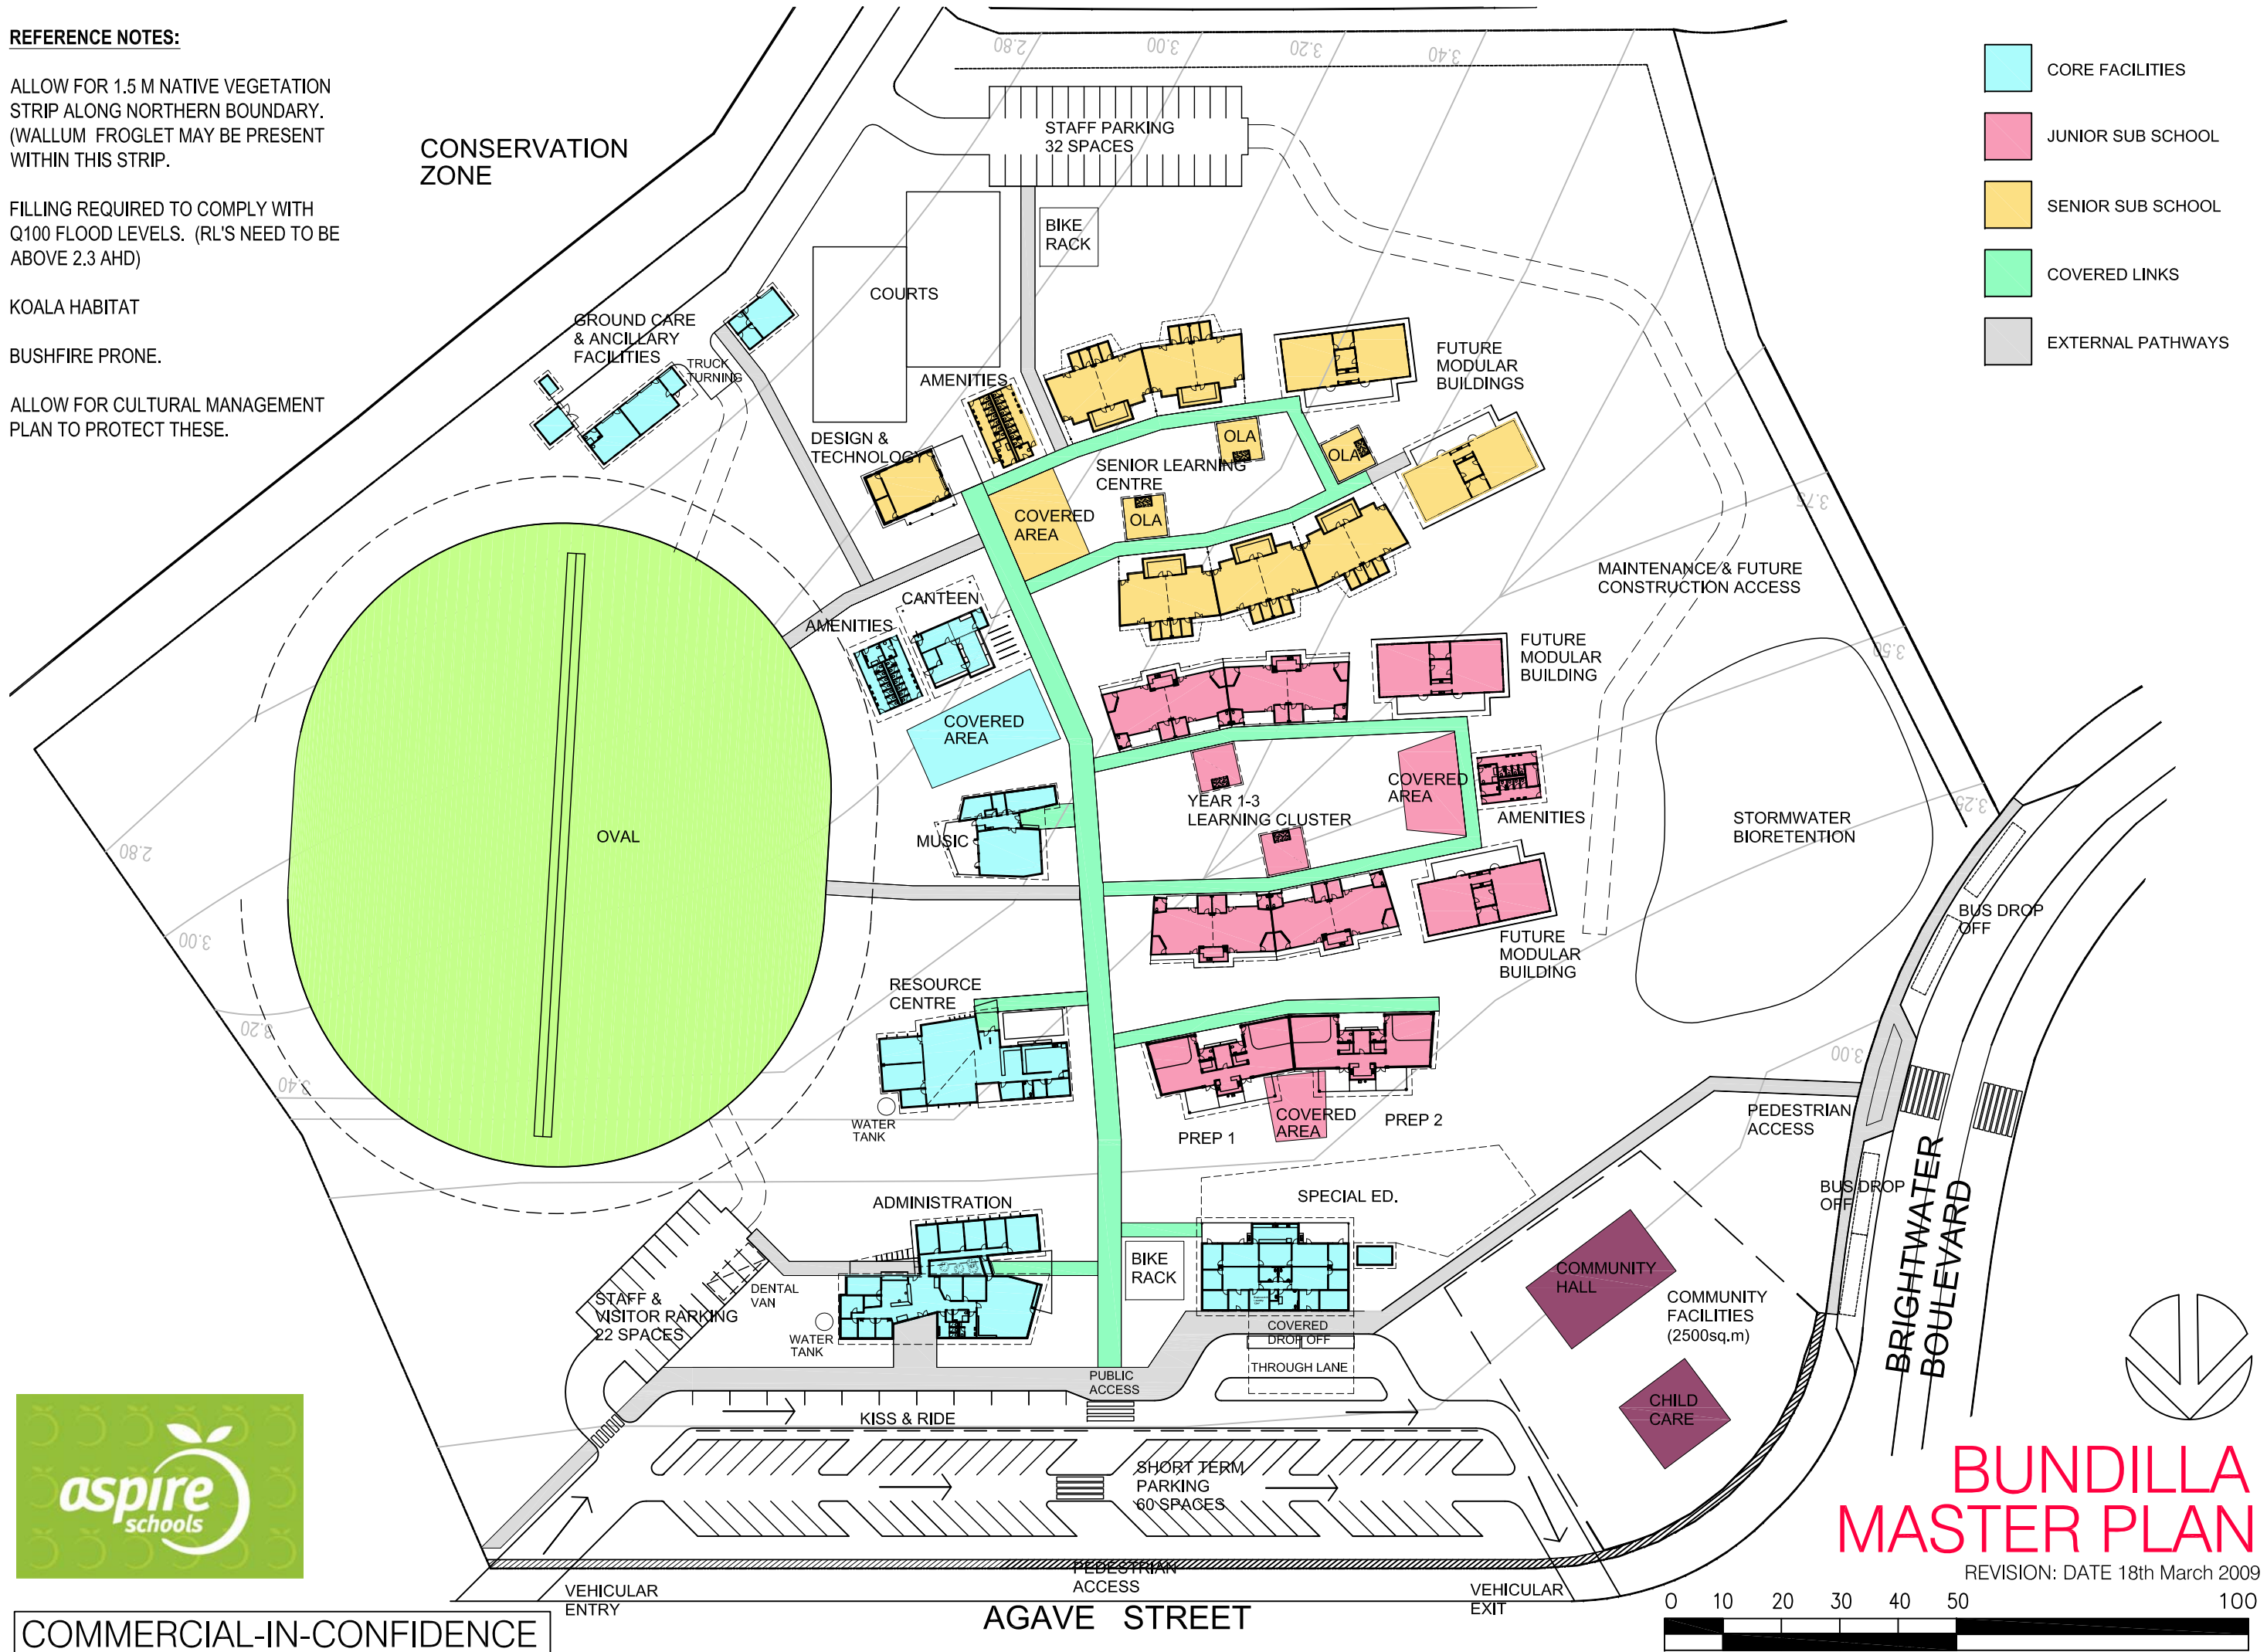 REFERENCE NOTES:
ALLOW FOR 1.5 M NATIVE VEGETATION
STRIP ALONG NORTHERN BOUNDARY.
(WALLUM FROGLET MAY BE PRESENT
WITHIN THIS STRIP.
FILLING REQUIRED TO COMPLY WITH
Q100 FLOOD LEVELS. (RL'S NEED TO BE
ABOVE 2.3 AHD)
KOALA HABITAT
BUSHFIRE PRONE.
ALLOW FOR CULTURAL MANAGEMENT
PLAN TO PROTECT THESE.
CONSERVATION
ZONE
2.80
3.00
3.20
3.40
STAFF PARKING
32 SPACES
BIKE
RACK
COURTS
CORE FACILITIES
JUNIOR SUB SCHOOL
SENIOR SUB SCHOOL
COVERED LINKS
EXTERNAL PATHWAYS
GROUND CARE
& ANCILLARY
FACILITIES
TRUCK
TURNING
AMENITIES
FUTURE
MODULAR
BUILDINGS
DESIGN &
TECHNOLOGY
OLA
OLA
SENIOR LEARNING
CENTRE
OLA
COVERED
AREA
3.75
MAINTENANCE & FUTURE
CONSTRUCTION ACCESS
CANTEEN
AMENITIES
FUTURE
MODULAR
BUILDING
3.50
COVERED
AREA
COVERED
AREA
YEAR 1-3
LEARNING CLUSTER
AMENITIES
3.25
STORMWATER
BIORETENTION
OVAL
MUSIC
2.80
3.00
3.20
3.40
BUS DROP
OFF
FUTURE
MODULAR
BUILDING
RESOURCE
CENTRE
3.00
WATER
TANK
COVERED
AREA
PREP 1
PREP 2
PEDESTRIAN
ACCESS
BUS DROP
OFF
BRIGHTWATER
BOULEVARD
ADMINISTRATION
SPECIAL ED.
BIKE
RACK
DENTAL
VAN
STAFF &
VISITOR PARKING
22 SPACES
WATER
TANK
COVERED
DROP OFF
THROUGH LANE
COMMUNITY
HALL
COMMUNITY
FACILITIES
(2500sq,m)
CHILD
CARE
PUBLIC
ACCESS
KISS & RIDE
SHORT TERM
PARKING
60 SPACES
PEDESTRIAN
ACCESS
VEHICULAR
ENTRY
VEHICULAR
EXIT
AGAVE STREET
aspire
schools
COMMERCIAL-IN-CONFIDENCE
BUNDILLA
MASTER PLAN
REVISION: DATE 18th March 2009
0 10 20 30 40 50 100